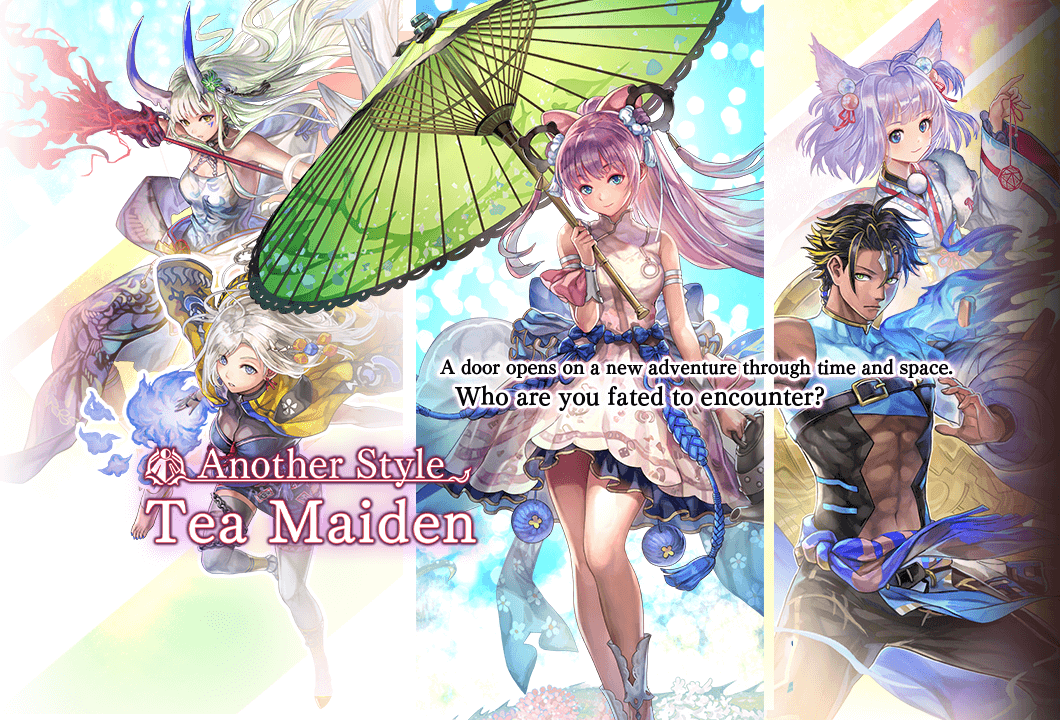 A door opens on a new adventure through time and space.
Who are you fated to encounter?
Another Style
Tea Maiden